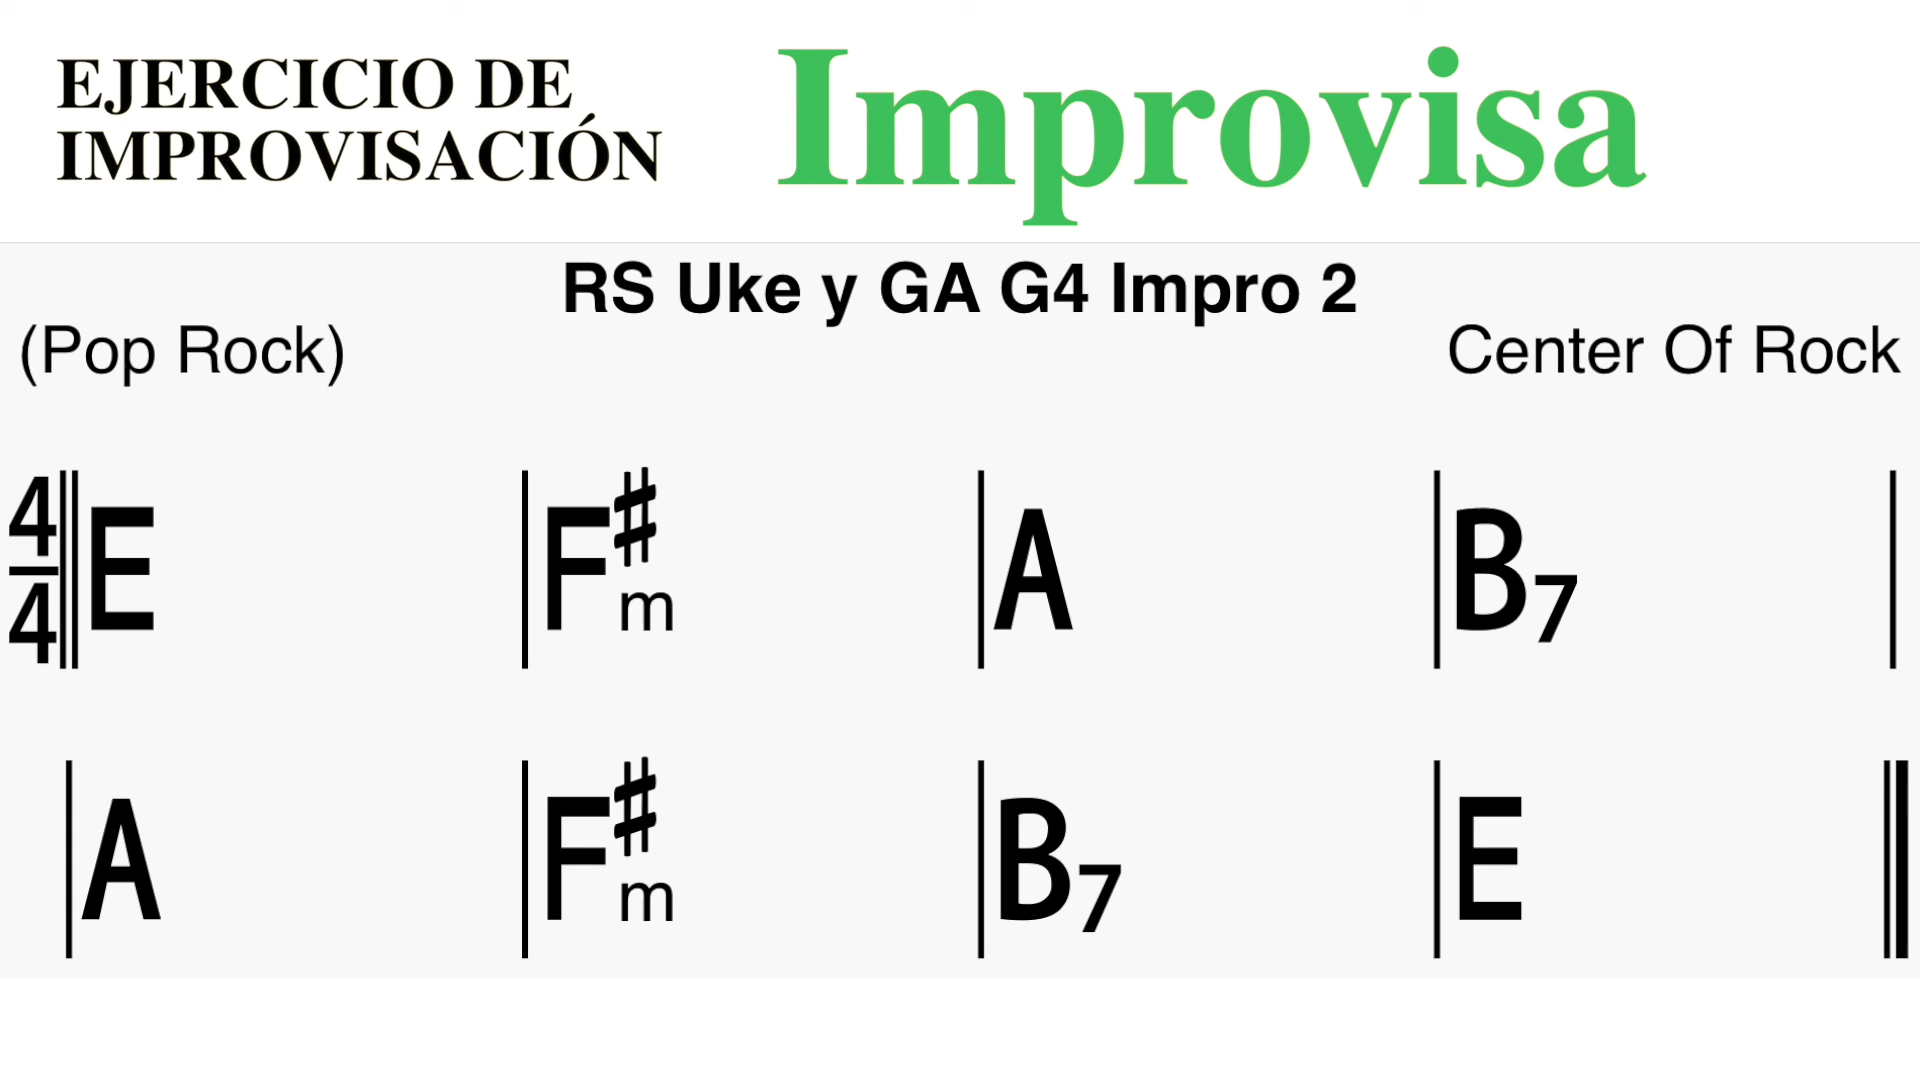 EJERCICIO DE
IMPROVISACIÓN
Improvisa
RS Uke y GA G4 Impro 2
(Pop Rock)
Center Of Rock
4/4 E F♯m A B7
A F♯m B7 E